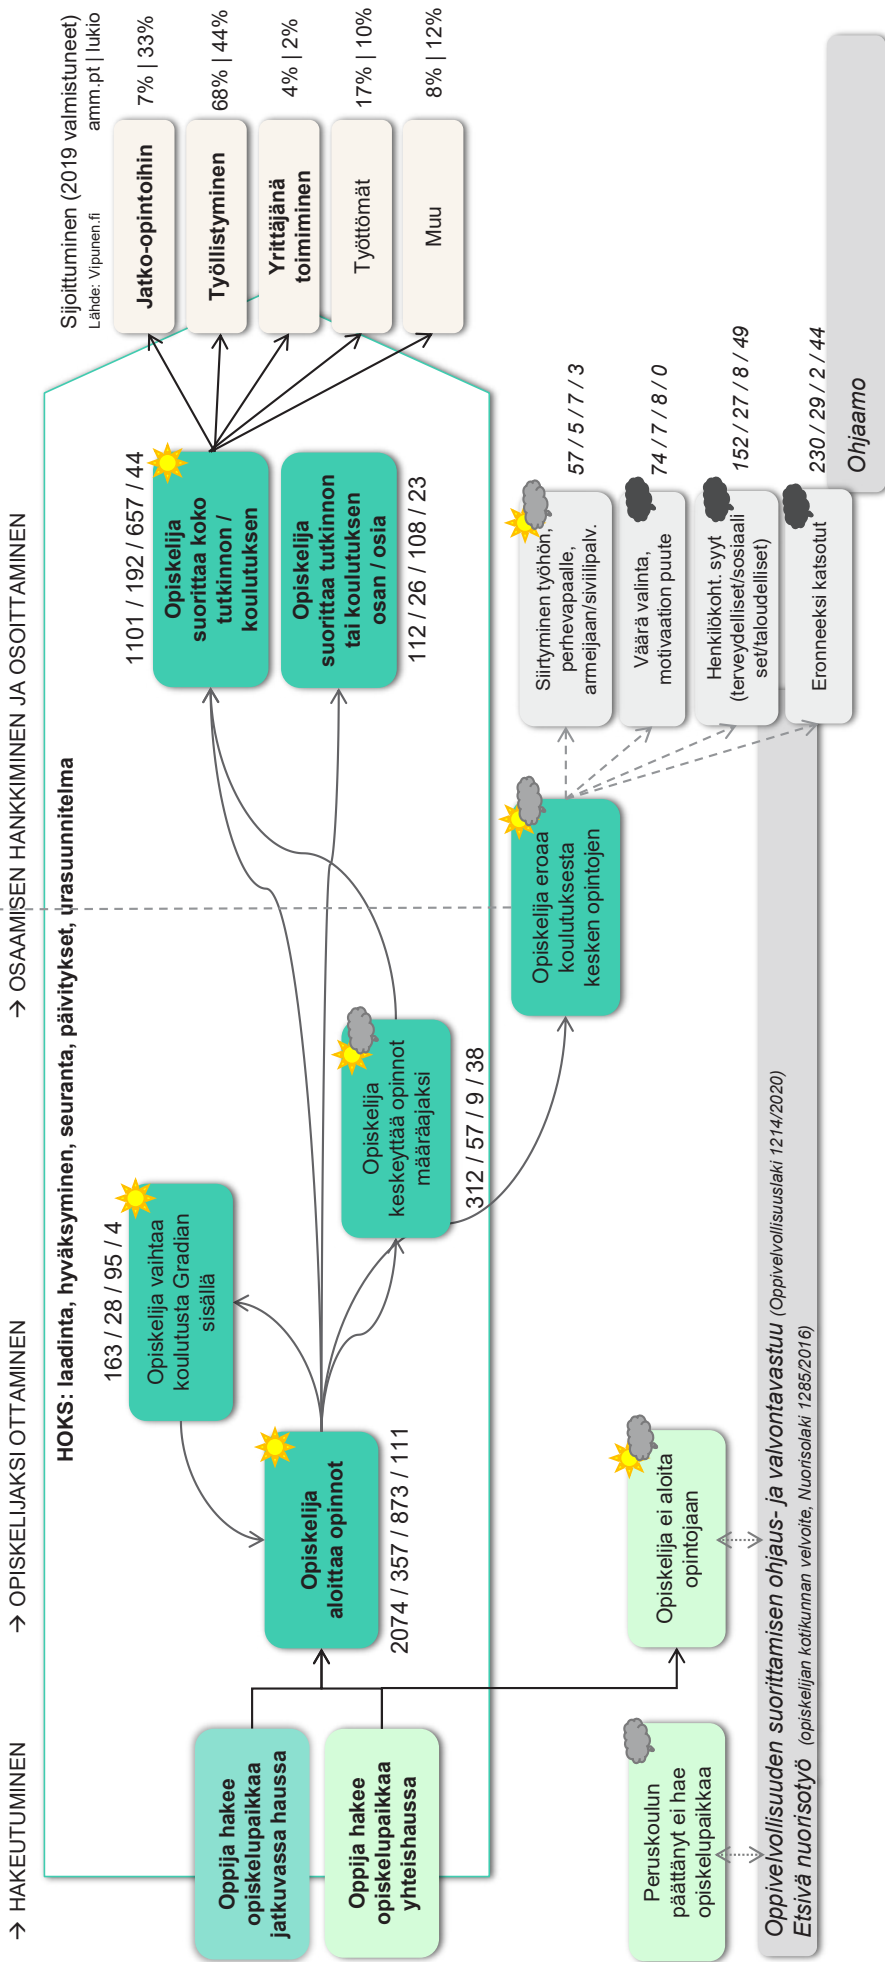 → HAKEUTUMINEN
→ OPISKELIJAKSI OTTAMINEN
→ OSAAMISEN HANKKIMINEN JA OSOITTAMINEN
HOKS: laadinta, hyväksyminen, seuranta, päivitykset, urasuunnitelma
Sijoittuminen (2019 valmistuneet)
Lähde: Vipunen.fi
amm.pt | lukio
Oppija hakee
opiskelupaikkaa
jatkuvassa haussa
Oppija hakee
opiskelupaikkaa
yhteishaussa
Opiskelija
aloittaa opinnot
2074 / 357 / 873 / 111
163 / 28 / 95 / 4
Opiskelija vaihtaa
koulutusta Gradian
sisällä
Opiskelija
keskeyttää opinnot
määräajaksi
312 / 57 / 9 / 38
1101 / 192 / 657 / 44
Opiskelija
suorittaa koko
tutkinnon /
koulutuksen
Opiskelija
suorittaa tutkinnon
tai koulutuksen
osan / osia
112 / 26 / 108 / 23
Jatko-opintoihin
7% | 33%
Työllistyminen
68% | 44%
Yrittäjänä
toimiminen
4% | 2%
Työttömät
17% | 10%
Muu
8% | 12%
Opiskelija eroaa
koulutuksesta
kesken opintojen
Siirtyminen työhön,
perhevapaalle,
armeijaan/siviilipalv.
57 / 5 / 7 / 3
Väärä valinta,
motivaation puute
74 / 7 / 8 / 0
Henkilökoht. syyt
(terveydelliset/sosiaali
set/taloudelliset)
152 / 27 / 8 / 49
Eronneeksi katsotut
230 / 29 / 2 / 44
Peruskoulun
päättänyt ei hae
opiskelupaikkaa
Opiskelija ei aloita
opintojaan
Oppivelvollisuuden suorittamisen ohjaus- ja valvontavastuu (Oppivelvollisuuslaki 1214/2020)
Etsivä nuorisotyö (opiskelijan kotikunnan velvoite, Nuorisolaki 1285/2016)
Ohjaamo